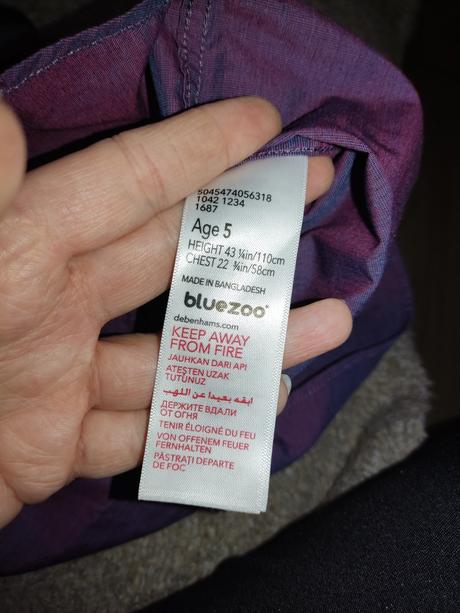 5045474056318
1042 1234
1687
Age 5
HEIGHT 43 ¼in/110cm
CHEST 22 ¾in/58cm
MADE IN BANGLADESH
bluezoo
debenhams.com
KEEP AWAY
FROM FIRE
JAUHKAN DARI API
ATEŞTEN UZAK
TUTUNUZ
ابقه بعيدا عن اللهب
ДЕРЖИТЕ ВДАЛИ
ОТ ОГНЯ
TENIR ÉLOIGNÉ DU FEU
VON OFFENEM FEUER
FERNHALTEN
PĂSTRAŢI DEPARTE
DE FOC